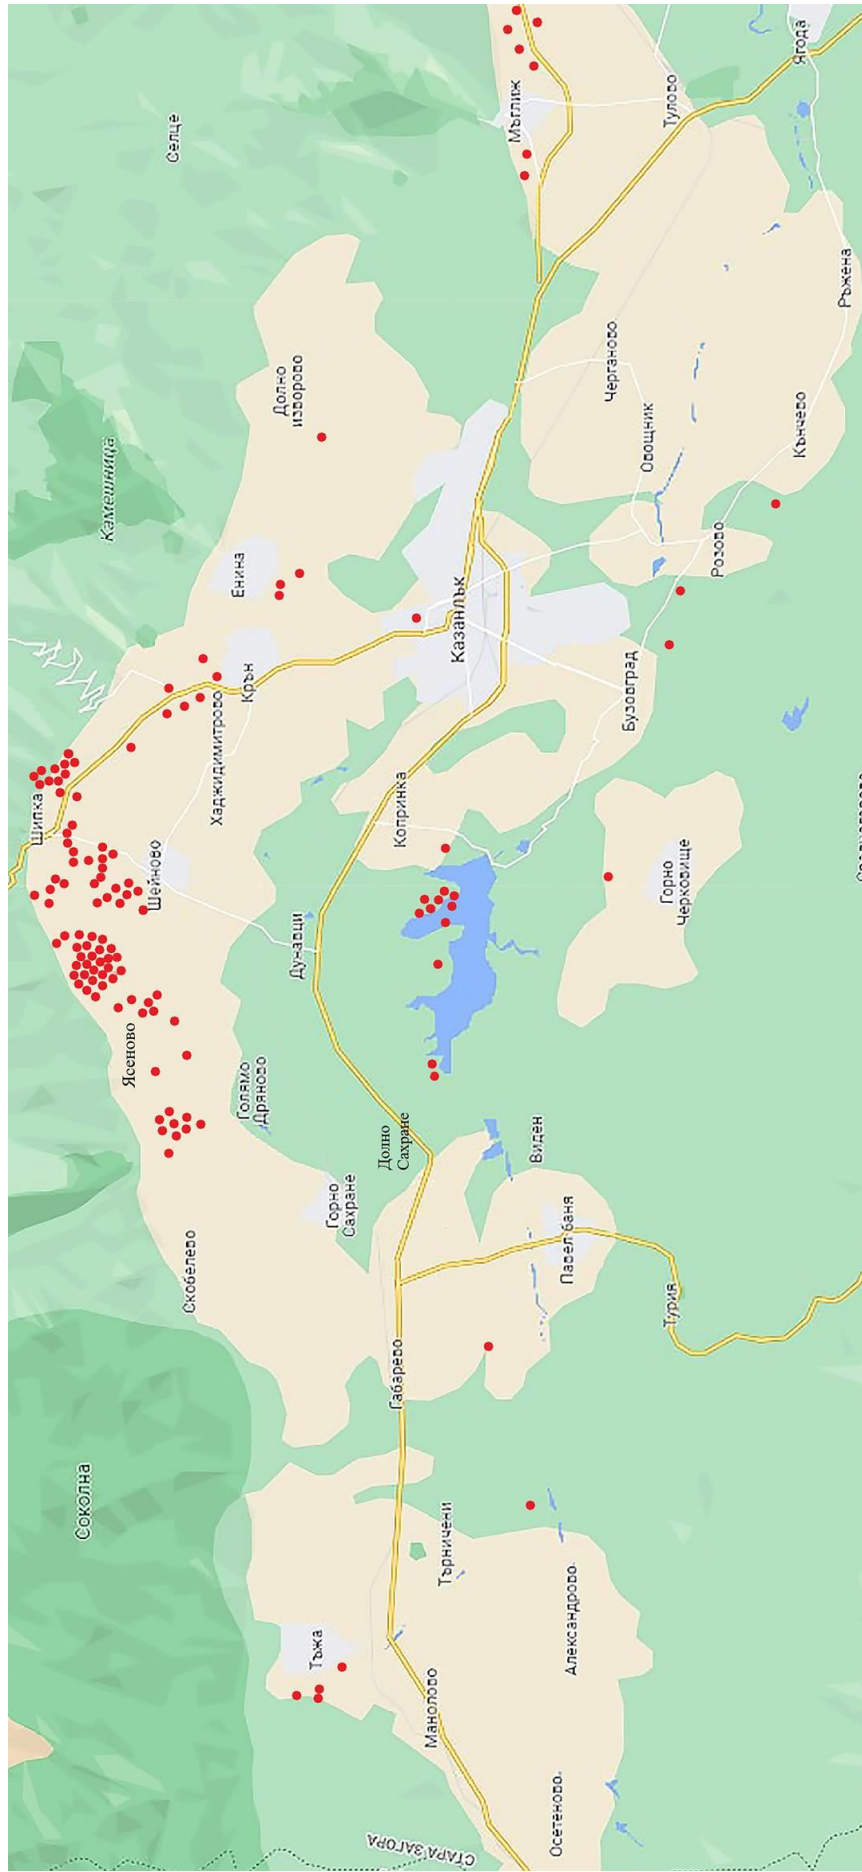 Шипка
Соколна
Камешница
Ясеново
Шейново
Селце
Скобелево
Хаджидимитрово
Енина
Голямо
Дряново
Крън
Долно
изворово
Дунавци
Тъжа
Горно
Сахране
Долно
Сахране
Габарево
Копринка
СТАРА ЗАГОРА
Манолово
Търничени
Казанлък
Мъглиж
Виден
Осетеново
Павел баня
Александрово
Черганово
Бузовград
Овощник
Турия
Горно
Черковище
Тулово
Розово
Кънчево
Ягода
Ръжена